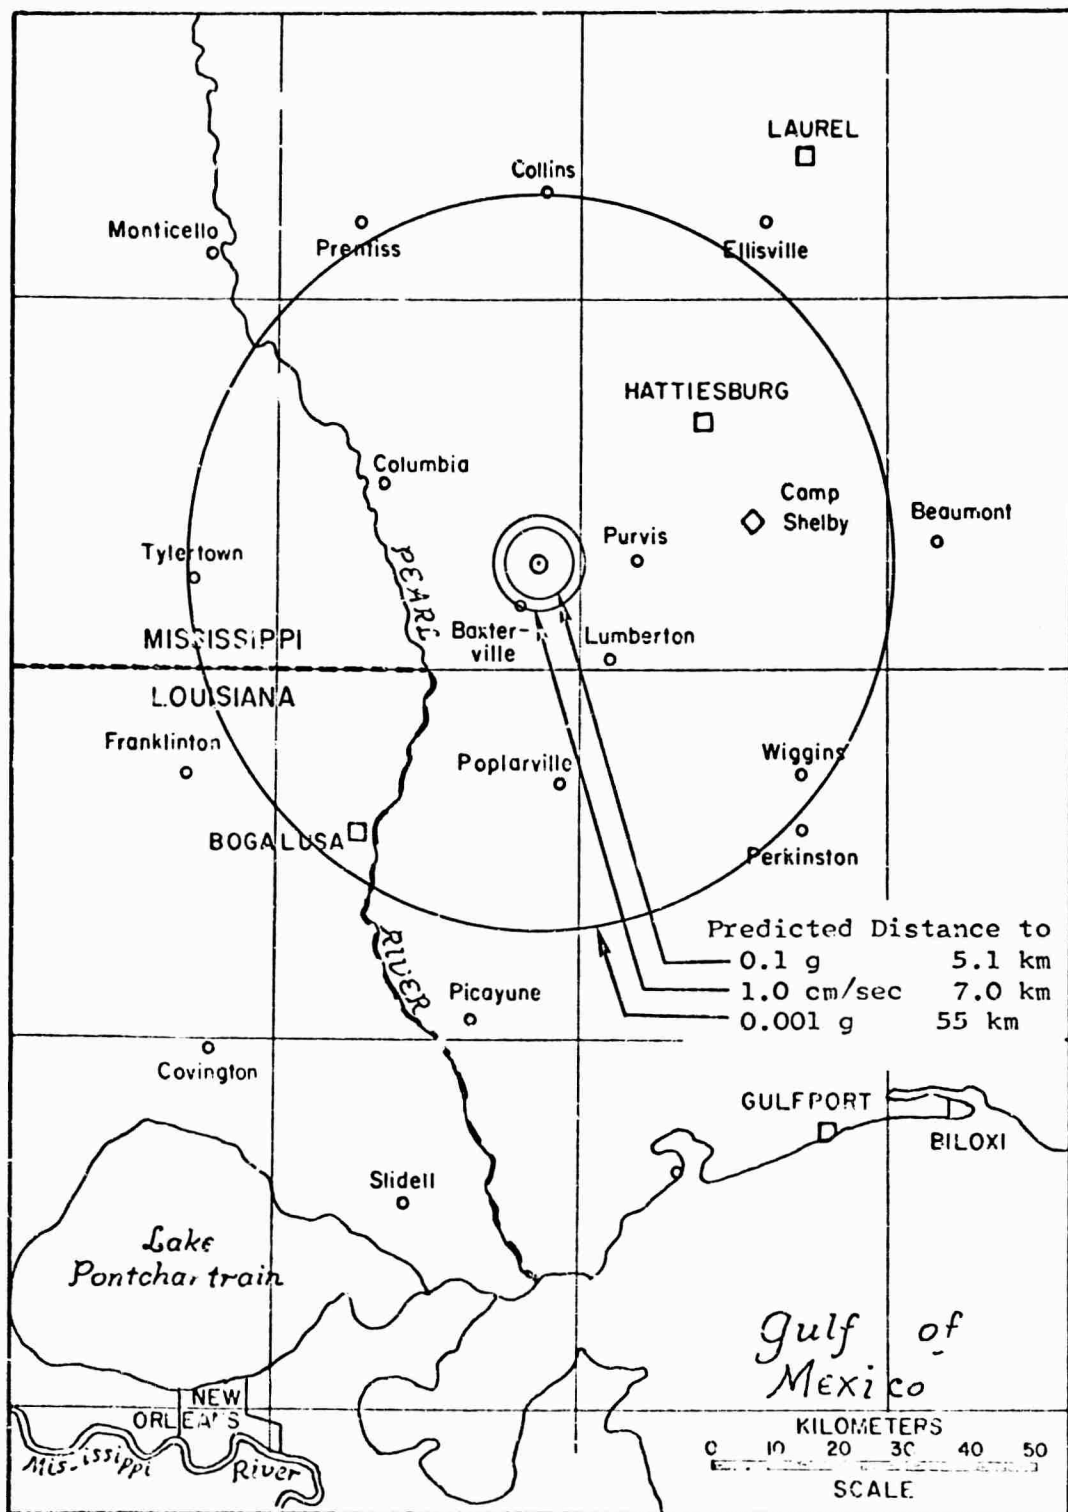 LAUREL
Collins
Monticello
Prentiss
Ellisville
HATTIESBURG
Columbia
Camp
Shelby
Beaumont
Purvis
Tylertown
PEARL
Baxter-
ville
Lumberton
MISSISSIPPI
LOUISIANA
Franklinton
Poplarville
Wiggins
BOGALUSA
Perkinston
Predicted Distance to
0.1 g 5.1 km
1.0 cm/sec 7.0 km
0.001 g 55 km
RIVER
Picayune
Covington
GULFPORT
BILOXI
Slidell
Lake
Pontchartrain
Gulf of
Mexico
NEW
ORLEANS
Mississippi River
KILOMETERS
0 10 20 30 40 50
SCALE